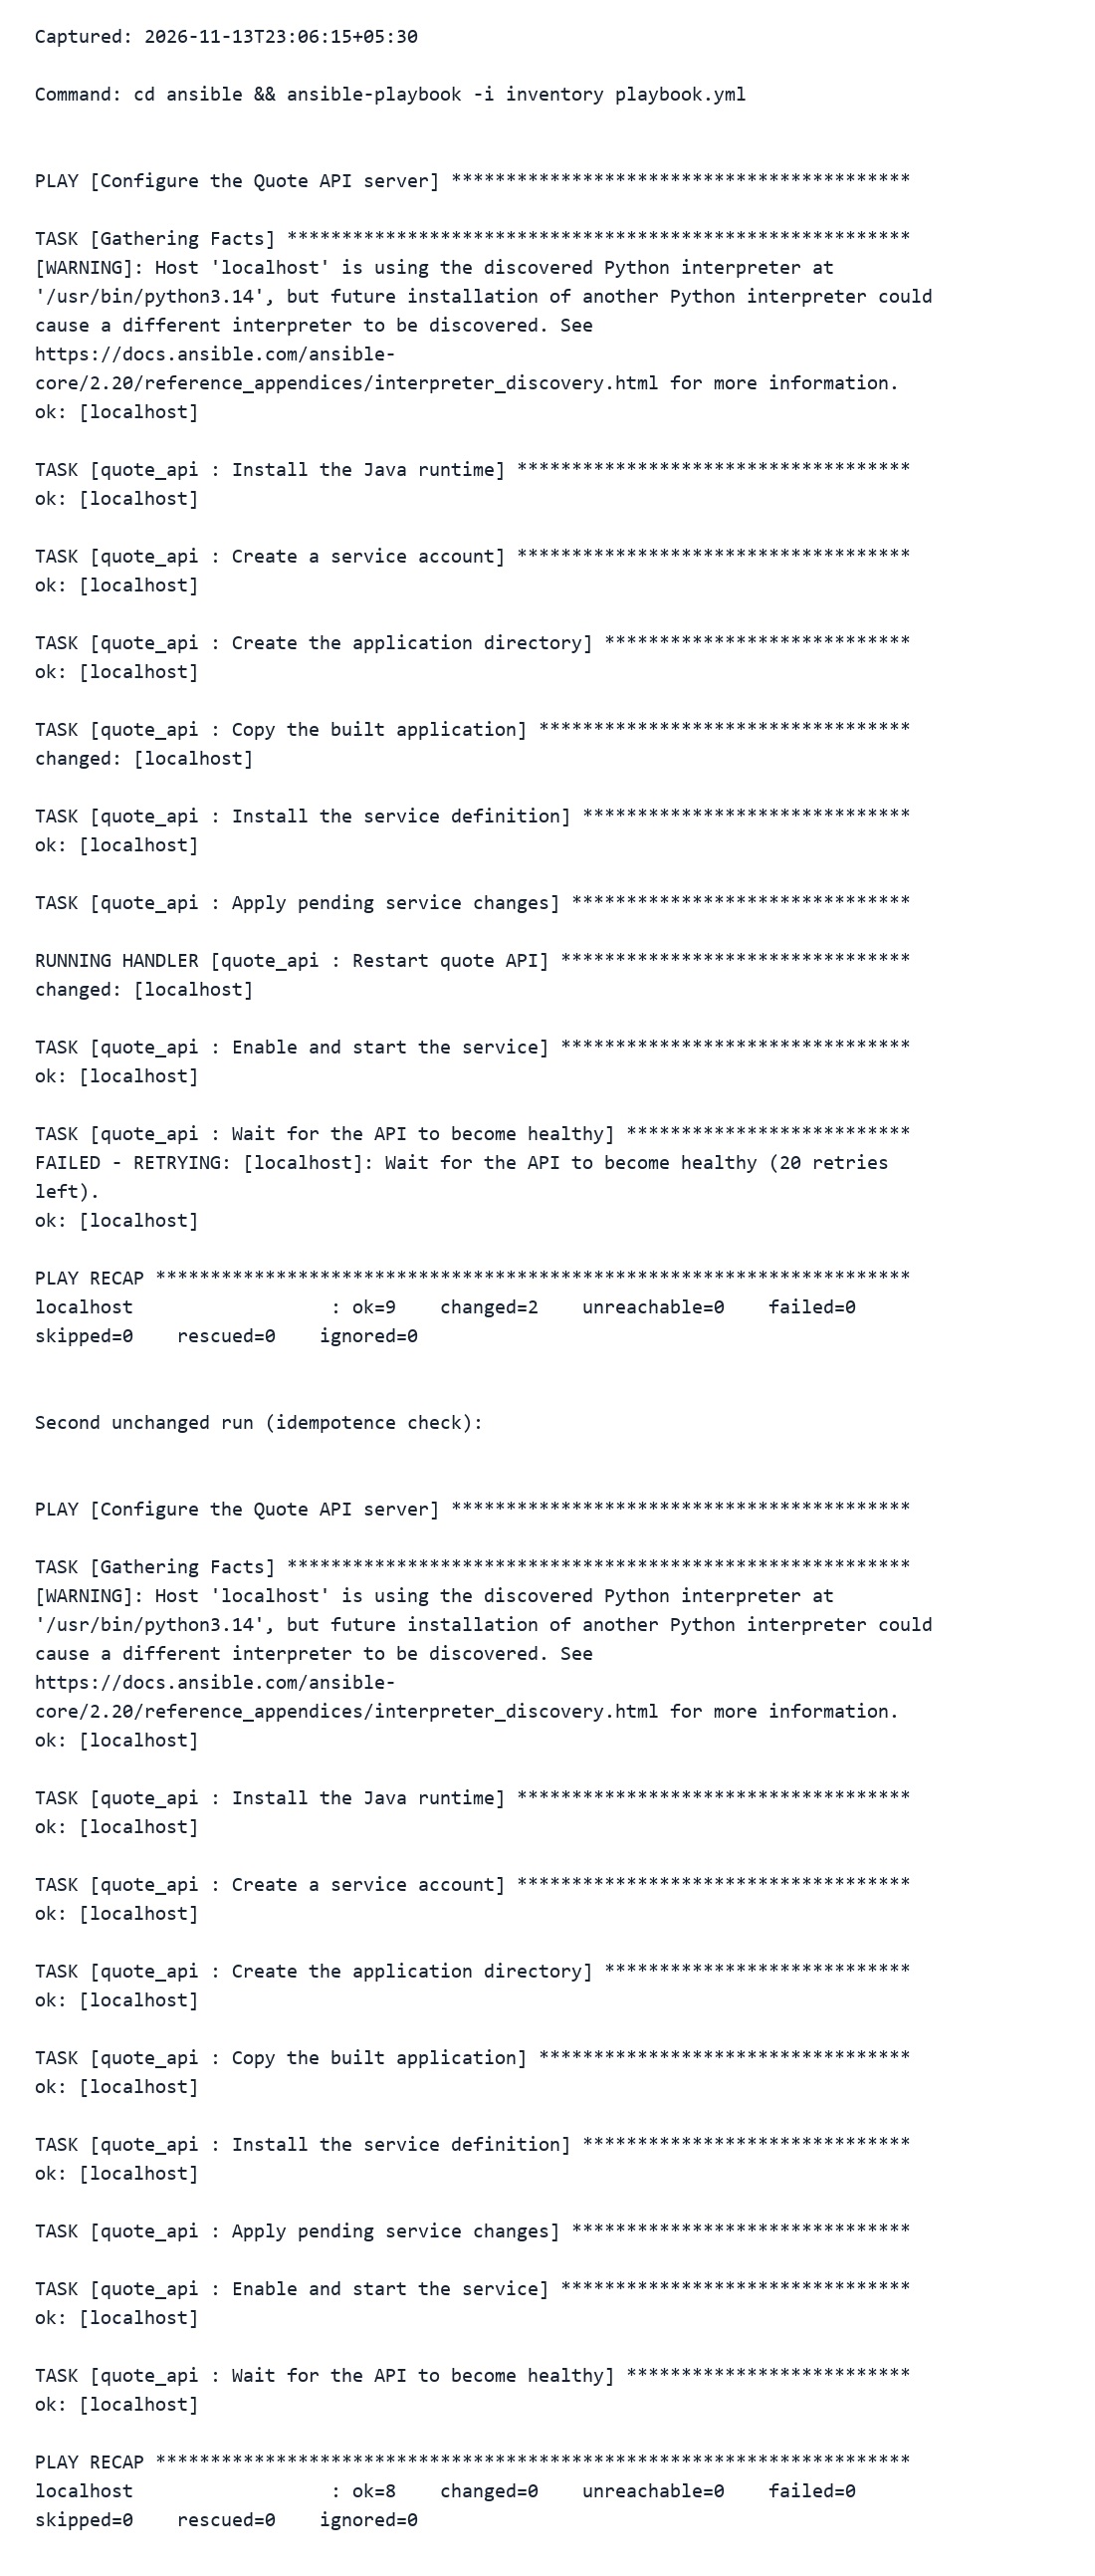 Captured: 2026-11-13T23:06:15+05:30
Command: cd ansible && ansible-playbook -i inventory playbook.yml
PLAY [Configure the Quote API server] ******************************************
TASK [Gathering Facts] *********************************************************
[WARNING]: Host 'localhost' is using the discovered Python interpreter at
'/usr/bin/python3.14', but future installation of another Python interpreter could
cause a different interpreter to be discovered. See
https://docs.ansible.com/ansible-
core/2.20/reference_appendices/interpreter_discovery.html for more information.
ok: [localhost]
TASK [quote_api : Install the Java runtime] ************************************
ok: [localhost]
TASK [quote_api : Create a service account] ************************************
ok: [localhost]
TASK [quote_api : Create the application directory] ****************************
ok: [localhost]
TASK [quote_api : Copy the built application] **********************************
changed: [localhost]
TASK [quote_api : Install the service definition] ******************************
ok: [localhost]
TASK [quote_api : Apply pending service changes] *******************************
RUNNING HANDLER [quote_api : Restart quote API] ********************************
changed: [localhost]
TASK [quote_api : Enable and start the service] ********************************
ok: [localhost]
TASK [quote_api : Wait for the API to become healthy] **************************
FAILED - RETRYING: [localhost]: Wait for the API to become healthy (20 retries
left).
ok: [localhost]
PLAY RECAP *********************************************************************
localhost                  : ok=9    changed=2    unreachable=0    failed=0
skipped=0    rescued=0    ignored=0
Second unchanged run (idempotence check):
PLAY [Configure the Quote API server] ******************************************
TASK [Gathering Facts] *********************************************************
[WARNING]: Host 'localhost' is using the discovered Python interpreter at
'/usr/bin/python3.14', but future installation of another Python interpreter could
cause a different interpreter to be discovered. See
https://docs.ansible.com/ansible-
core/2.20/reference_appendices/interpreter_discovery.html for more information.
ok: [localhost]
TASK [quote_api : Install the Java runtime] ************************************
ok: [localhost]
TASK [quote_api : Create a service account] ************************************
ok: [localhost]
TASK [quote_api : Create the application directory] ****************************
ok: [localhost]
TASK [quote_api : Copy the built application] **********************************
ok: [localhost]
TASK [quote_api : Install the service definition] ******************************
ok: [localhost]
TASK [quote_api : Apply pending service changes] *******************************
TASK [quote_api : Enable and start the service] ********************************
ok: [localhost]
TASK [quote_api : Wait for the API to become healthy] **************************
ok: [localhost]
PLAY RECAP *********************************************************************
localhost                  : ok=8    changed=0    unreachable=0    failed=0
skipped=0    rescued=0    ignored=0